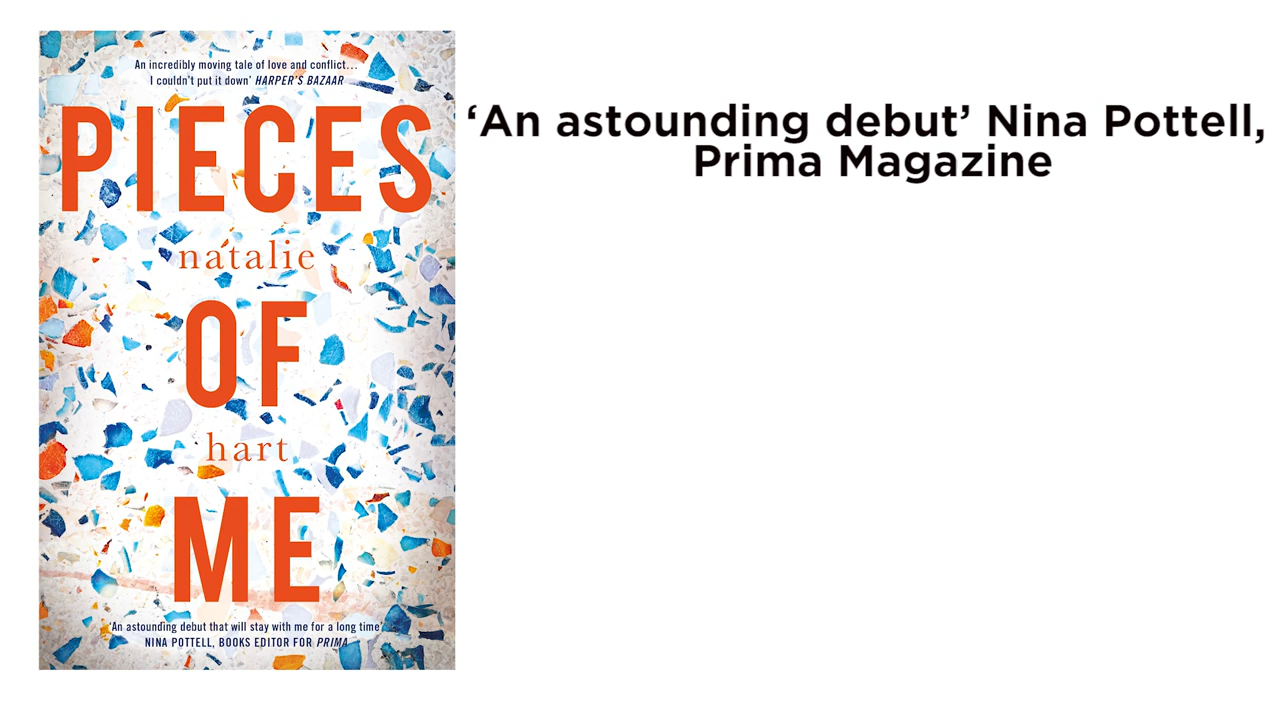 An incredibly moving tale of love and conflict...
I couldn't put it down' HARPER'S BAZAAR
PIECES
natalie
OF
hart
ME
'An astounding debut that will stay with me for a long time'
NINA POTTELL, BOOKS EDITOR FOR PRIMA
‘An astounding debut’ Nina Pottell,
Prima Magazine